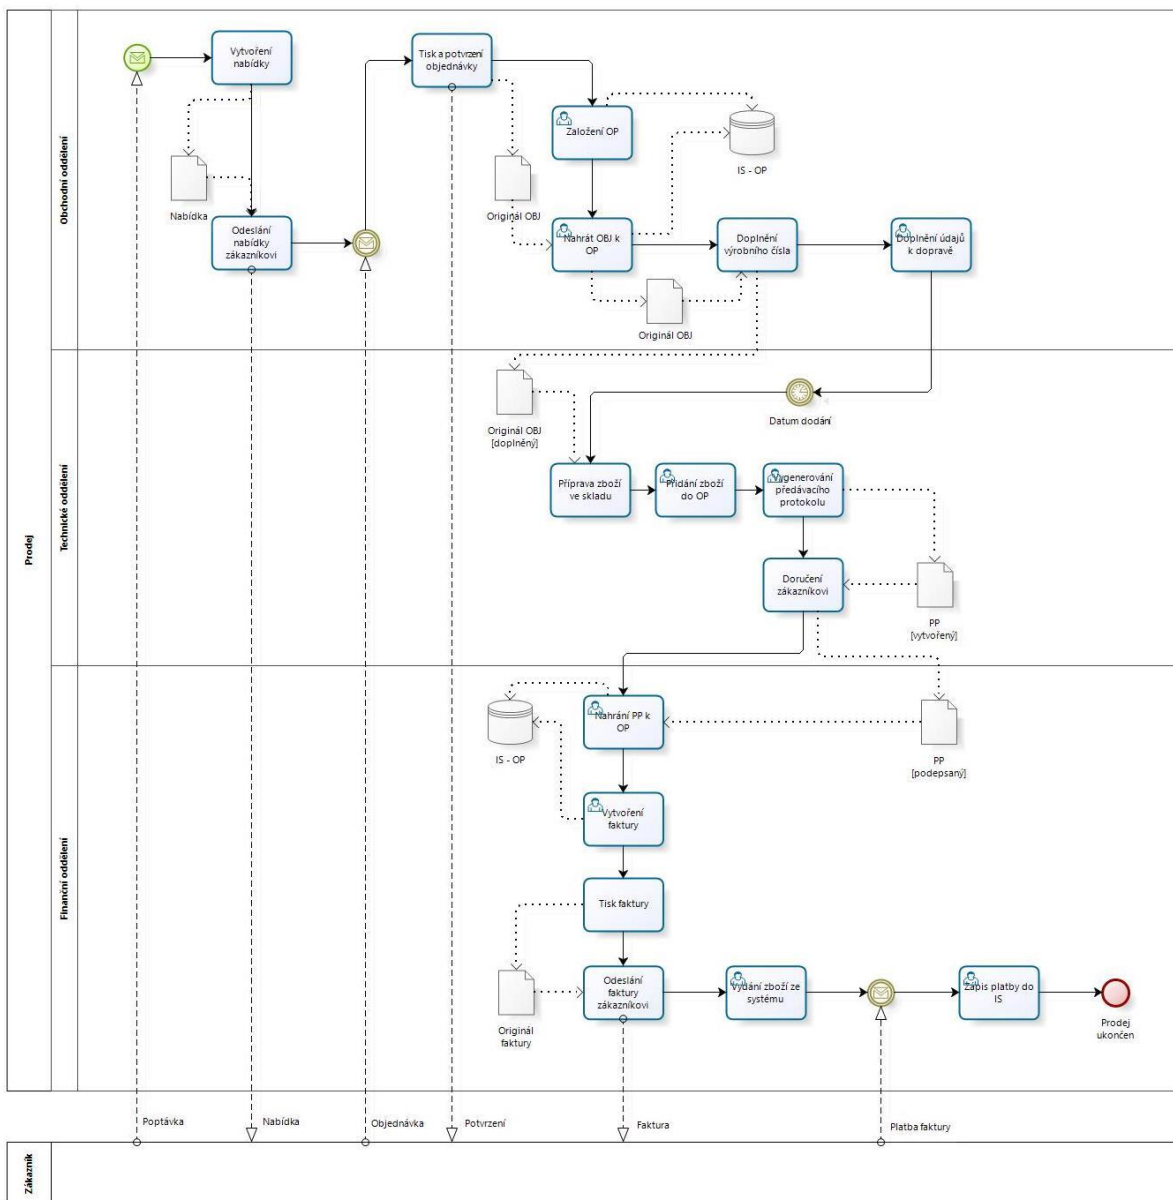 Prodej
Obchodní oddělení
Vytvoření
nabídky
Nabídka
Odeslání
nabídky
zákazníkovi
Tisk a potvrzení
objednávky
Originál OBJ
Založení OP
IS - OP
Nahrát OBJ k
OP
Originál OBJ
Doplnění
výrobního čísla
Doplnění údajů
k dopravě
Technické oddělení
Originál OBJ
[doplněný]
Datum dodání
Příprava zboží
ve skladu
Přidání zboží
do OP
Vygenerování
předávacího
protokolu
Doručení
zákazníkovi
PP
[vytvořený]
Finanční oddělení
IS - OP
Nahrání PP k
OP
PP
[podepsaný]
Vytvoření
faktury
Tisk faktury
Originál
faktury
Odeslání
faktury
zákazníkovi
Vydání zboží ze
systému
Zápis platby do
IS
Prodej
ukončen
Poptávka
Nabídka
Objednávka
Potvrzení
Faktura
Platba faktury
Zákazník